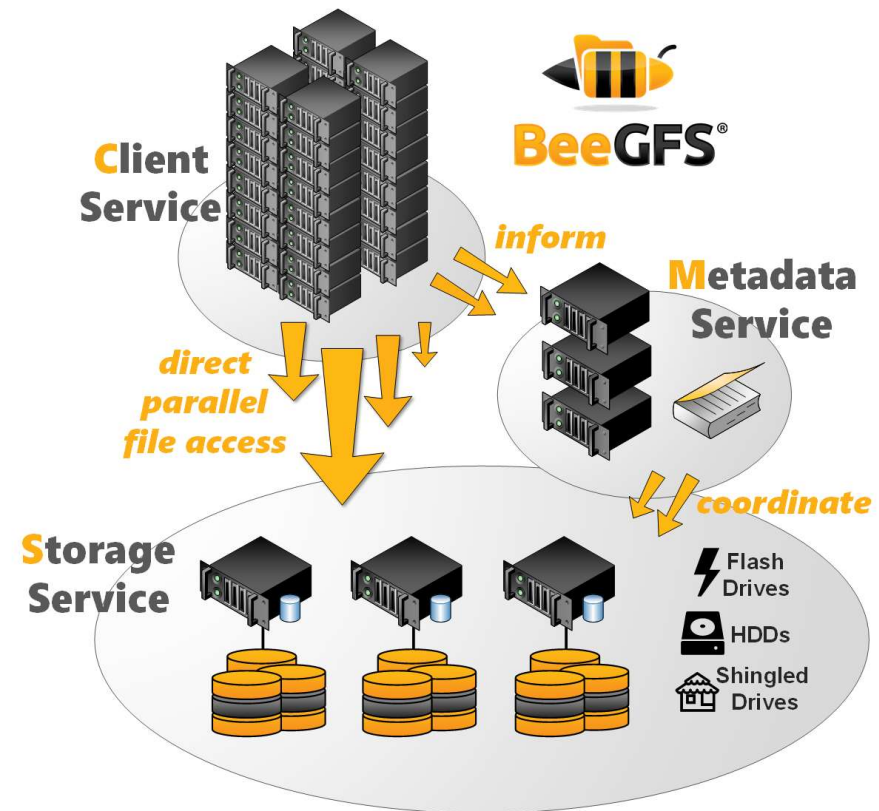 BeeGFS®
Client
Service
inform
Metadata
Service
direct
parallel
file access
coordinate
Storage
Service
Flash
Drives
HDDs
Shingled
Drives